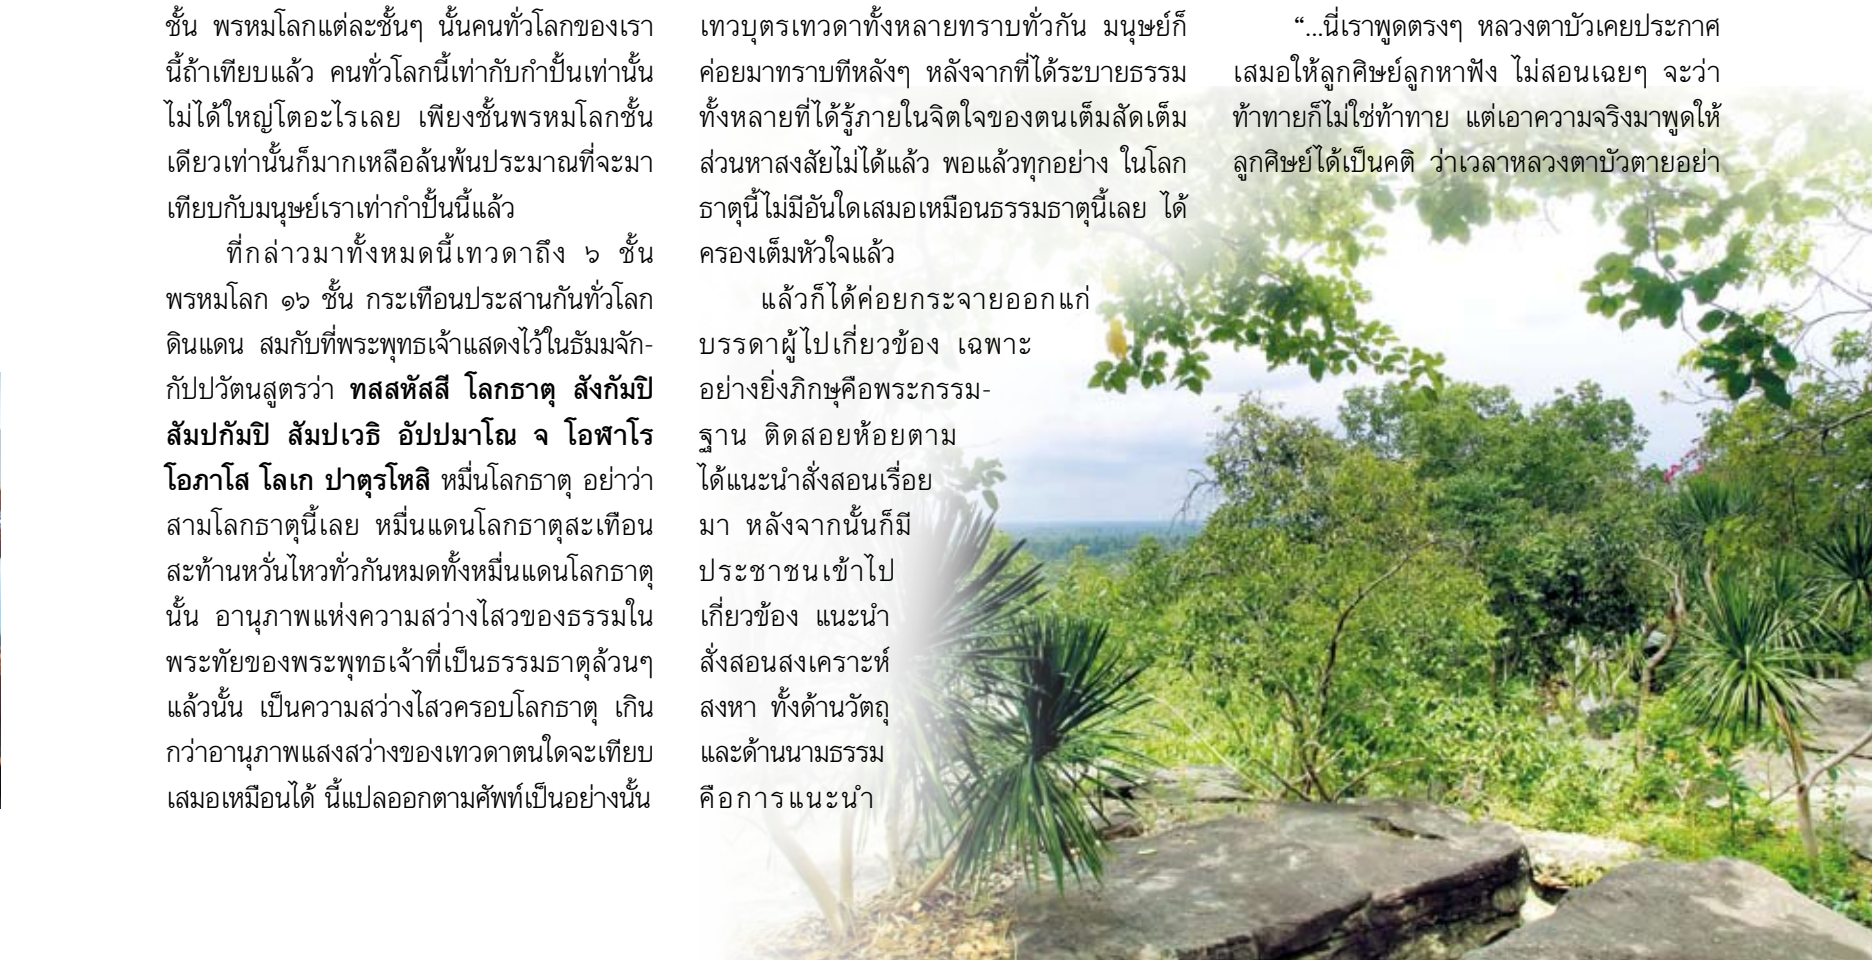 ชั้น พรหมโลกแต่ละชั้นๆ นั้นคนทั่วโลกของเรา
นี้ถ้าเทียบแล้ว คนทั่วโลกนี้เท่ากับกำปั้นเท่านั้น
ไม่ได้ใหญ่โตอะไรเลย เพียงชั้นพรหมโลกชั้น
เดียวเท่านั้นก็มากเหลือล้นพ้นประมาณที่จะมา
เทียบกับมนุษย์เราเท่ากำปั้นนี้แล้ว
ที่กล่าวมาทั้งหมดนี้เทวดาถึง ๖ ชั้น
พรหมโลก ๑๖ ชั้น กระเทือนประสานกันทั่วโลก
ดินแดน สมกับที่พระพุทธเจ้าแสดงไว้ในธัมมจัก-
กัปปวัตนสูตรว่า ทสสหัสสี โลกธาตุ สังกัมปิ
สัมปกัมปิ สัมปเวธิ อัปปมาโณ จ โอฬาโร
โอภาโส โลเก ปาตุรโหสิ หมื่นโลกธาตุ อย่าว่า
สามโลกธาตุนี้เลย หมื่นแดนโลกธาตุสะเทือน
สะท้านหวั่นไหวทั่วกันหมดทั้งหมื่นแดนโลกธาตุ
นั้น อานุภาพแห่งความสว่างไสวของธรรมใน
พระทัยของพระพุทธเจ้าที่เป็นธรรมธาตุล้วนๆ
แล้วนั้น เป็นความสว่างไสวครอบโลกธาตุ เกิน
กว่าอานุภาพแสงสว่างของเทวดาตนใดจะเทียบ
เสมอเหมือนได้ นี้แปลออกตามศัพท์เป็นอย่างนั้น
เทวบุตรเทวดาทั้งหลายทราบทั่วกัน มนุษย์ก็
ค่อยมาทราบทีหลังๆ หลังจากที่ได้ระบายธรรม
ทั้งหลายที่ได้รู้ภายในจิตใจของตนเต็มสัดเต็ม
ส่วนหาสงสัยไม่ได้แล้ว พอแล้วทุกอย่าง ในโลก
ธาตุนี้ไม่มีอันใดเสมอเหมือนธรรมธาตุนี้เลย ได้
ครองเต็มหัวใจแล้ว
แล้วก็ได้ค่อยกระจายออกแก่
บรรดาผู้ไปเกี่ยวข้อง เฉพาะ
อย่างยิ่งภิกษุคือพระกรรม-
ฐาน ติดสอยห้อยตาม
ได้แนะนำสั่งสอนเรื่อย
มา หลังจากนั้นก็มี
ประชาชนเข้าไป
เกี่ยวข้อง แนะนำ
สั่งสอนสงเคราะห์
สงหา ทั้งด้านวัตถุ
และด้านนามธรรม
คือการแนะนำ
“...นี่เราพูดตรงๆ หลวงตาบัวเคยประกาศ
เสมอให้ลูกศิษย์ลูกหาฟัง ไม่สอนเฉยๆ จะว่า
ท้าทายก็ไม่ใช่ท้าทาย แต่เอาความจริงมาพูดให้
ลูกศิษย์ได้เป็นคติ ว่าเวลาหลวงตาบัวตายอย่า